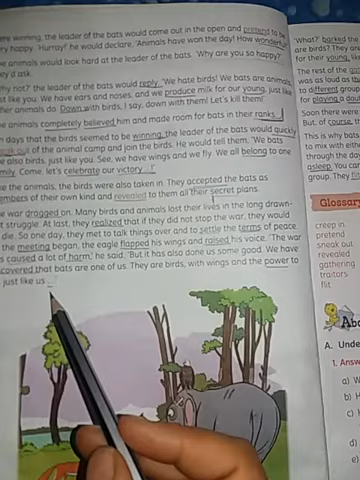 were winning, the leader of the bats would come out in the open and pretend to be
very happy. 'Hurray!' he would declare, 'Animals have won the day! How wonderful!'
animals would look hard at the leader of the bats. 'Why are you so happy?'
they'd ask.
'Why not?' the leader of the bats would reply. 'We hate birds! We bats are animals,
just like you. We have ears and noses, and we produce milk for our young, just like
other animals do. Down with birds, I say, down with them! Let's kill them!'
animals completely believed him and made room for bats in their ranks.
days that the birds seemed to be winning, the leader of the bats would quickly
out of the animal camp and join the birds. He would tell them, 'We bats
also birds, just like you. See, we have wings and we fly. We all belong to one
family. Come, let's celebrate our victory ...!'
the animals, the birds were also taken in. They accepted the bats as
members of their own kind and revealed to them all their secret plans.
war dragged on. Many birds and animals lost their lives in the long drawn-
struggle. At last, they realized that if they did not stop the war, they would
die. So one day, they met to talk things over and to settle the terms of peace.
the meeting began, the eagle flapped his wings and raised his voice. 'The war
caused a lot of harm,' he said. 'But it has also done us some good. We have
discovered that bats are one of us. They are birds, with wings and the power to
just like us ...'
'What?' barked the
are birds? They are
for their young, like
The rest of the
was as loud as the
to different group
for playing a double
Soon there were
But, of course, th
This is why bats
to mix with eithe
through the day
asleep. You can
group. They flit
Glossary
creep in
pretend
sneak out
revealed
gathering
traitors
flit
A. Unde
1. Answ
a) W
b) H
c)
d)
e)